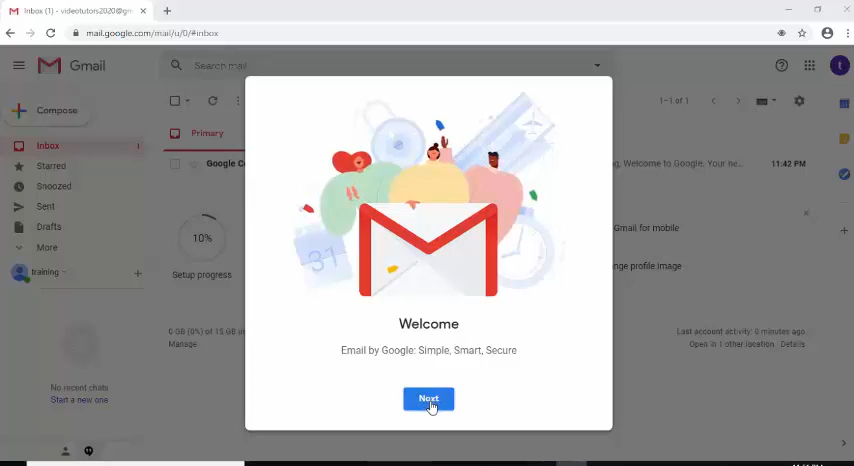 Inbox (1) - videotutors2020@gm
mail.google.com/mail/u/0/#inbox
Gmail
Search mail
t
Compose
1–1 of 1
Inbox 1
Primary
Starred
Google C
ng, Welcome to Google. Your ne... 11:42 PM
Snoozed
Sent
Drafts
Gmail for mobile
10%
More
nge profile image
training
Setup progress
31
Welcome
0 GB (0%) of 15 GB
Manage
Email by Google: Simple, Smart, Secure
Last account activity: 0 minutes ago
Open in 1 other location Details
No recent chats
Start a new one
Next